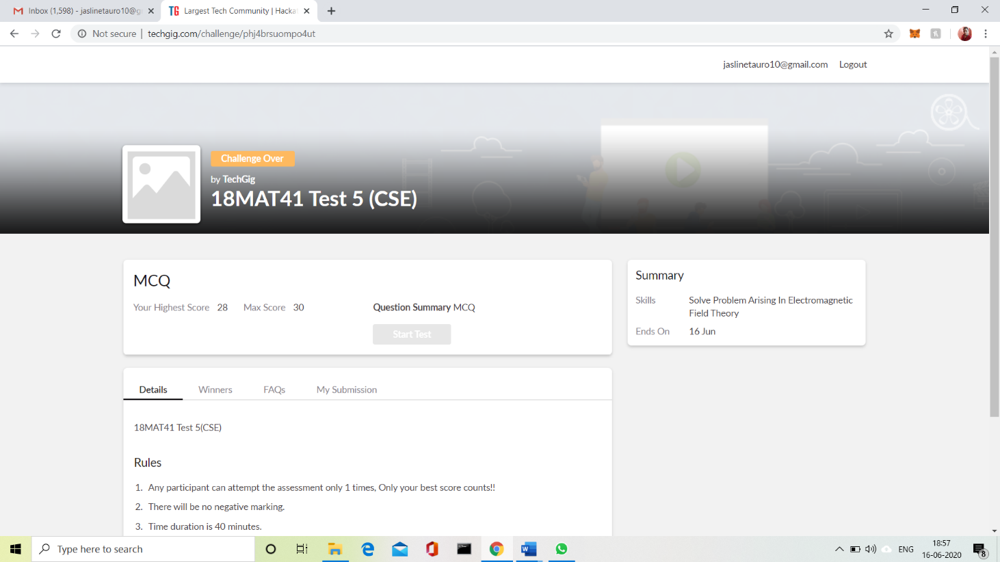 Inbox (1,598) - jaslinetauro10@g
TG Largest Tech Community | Hacka
Not secure | techgig.com/challenge/phj4brsuompo4ut
jaslinetauro10@gmail.com Logout
Challenge Over
by TechGig
18MAT41 Test 5 (CSE)
MCQ
Your Highest Score 28 Max Score 30
Question Summary MCQ
Start Test
Summary
Skills Solve Problem Arising In Electromagnetic
Field Theory
Ends On 16 Jun
Details Winners FAQs My Submission
18MAT41 Test 5(CSE)
Rules
1. Any participant can attempt the assessment only 1 times, Only your best score counts!!
2. There will be no negative marking.
3. Time duration is 40 minutes.
Type here to search
ENG
18:57
16-06-2020
8